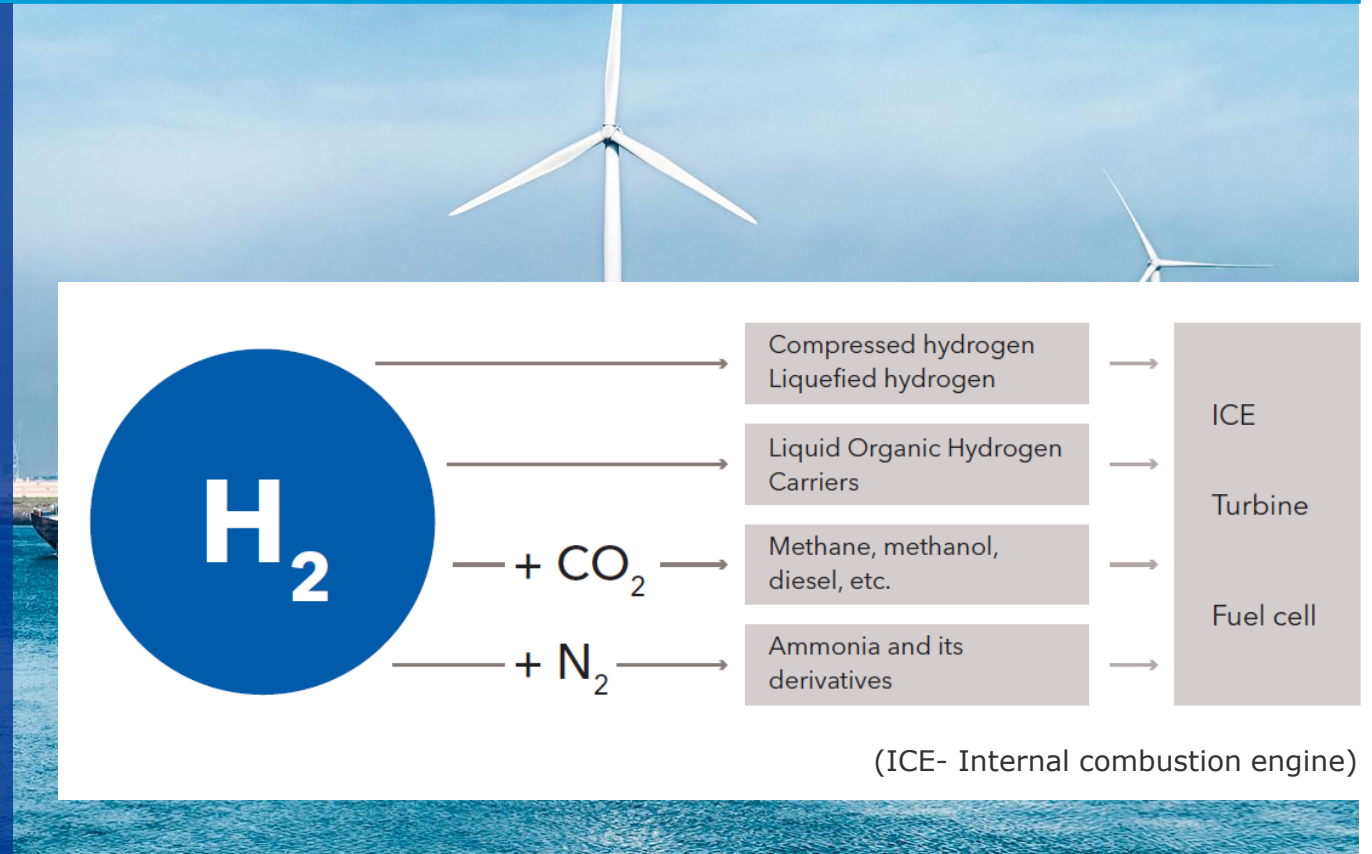 H₂
Compressed hydrogen
Liquefied hydrogen
Liquid Organic Hydrogen
Carriers
+ CO₂
Methane, methanol,
diesel, etc.
+ N₂
Ammonia and its
derivatives
ICE
Turbine
Fuel cell
(ICE- Internal combustion engine)